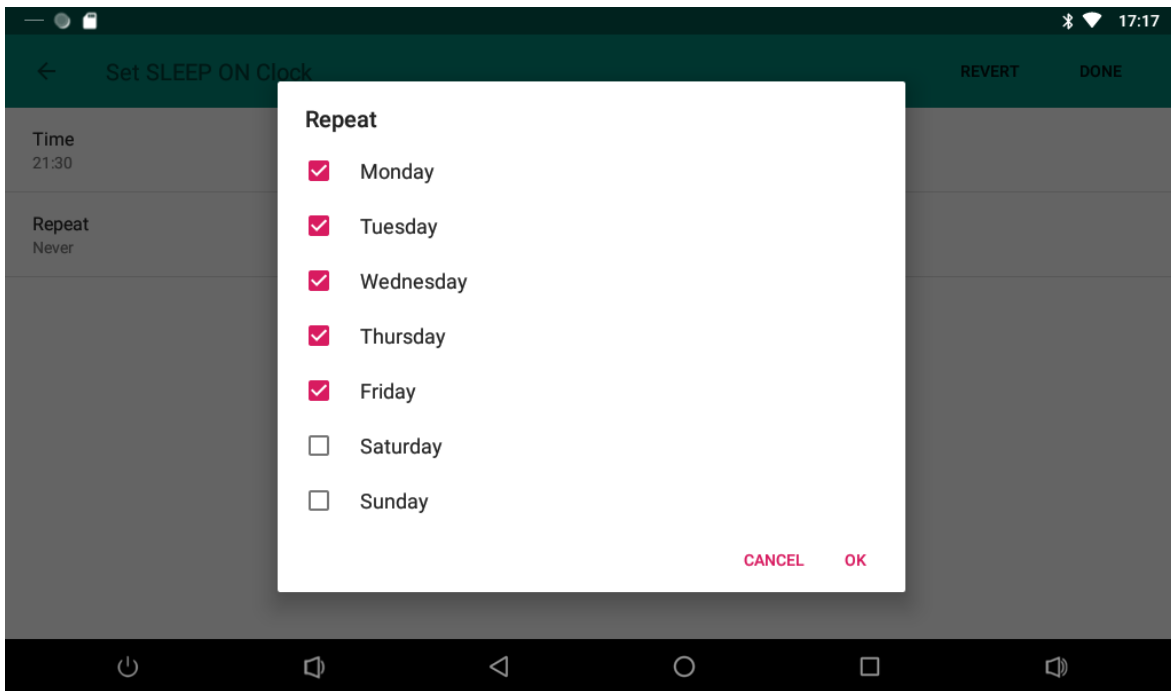 17:17
Set SLEEP ON Clock
REVERT
DONE
Time
21:30
Repeat
Never
Repeat
Monday
Tuesday
Wednesday
Thursday
Friday
Saturday
Sunday
CANCEL
OK